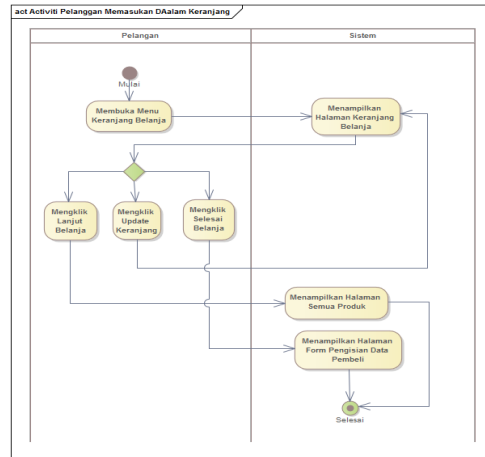 act Activiti Pelanggan Memasukan DAalam Keranjang
Pelangan
Sistem
Mulai
Membuka Menu
Keranjang Belanja
Menampilkan
Halaman Keranjang
Belanja
Mengklik
Lanjut
Belanja
Mengklik
Update
Keranjang
Mengklik
Selesai
Belanja
Menampilkan Halaman
Semua Produk
Menampilkan Halaman
Form Pengisian Data
Pembeli
Selesai